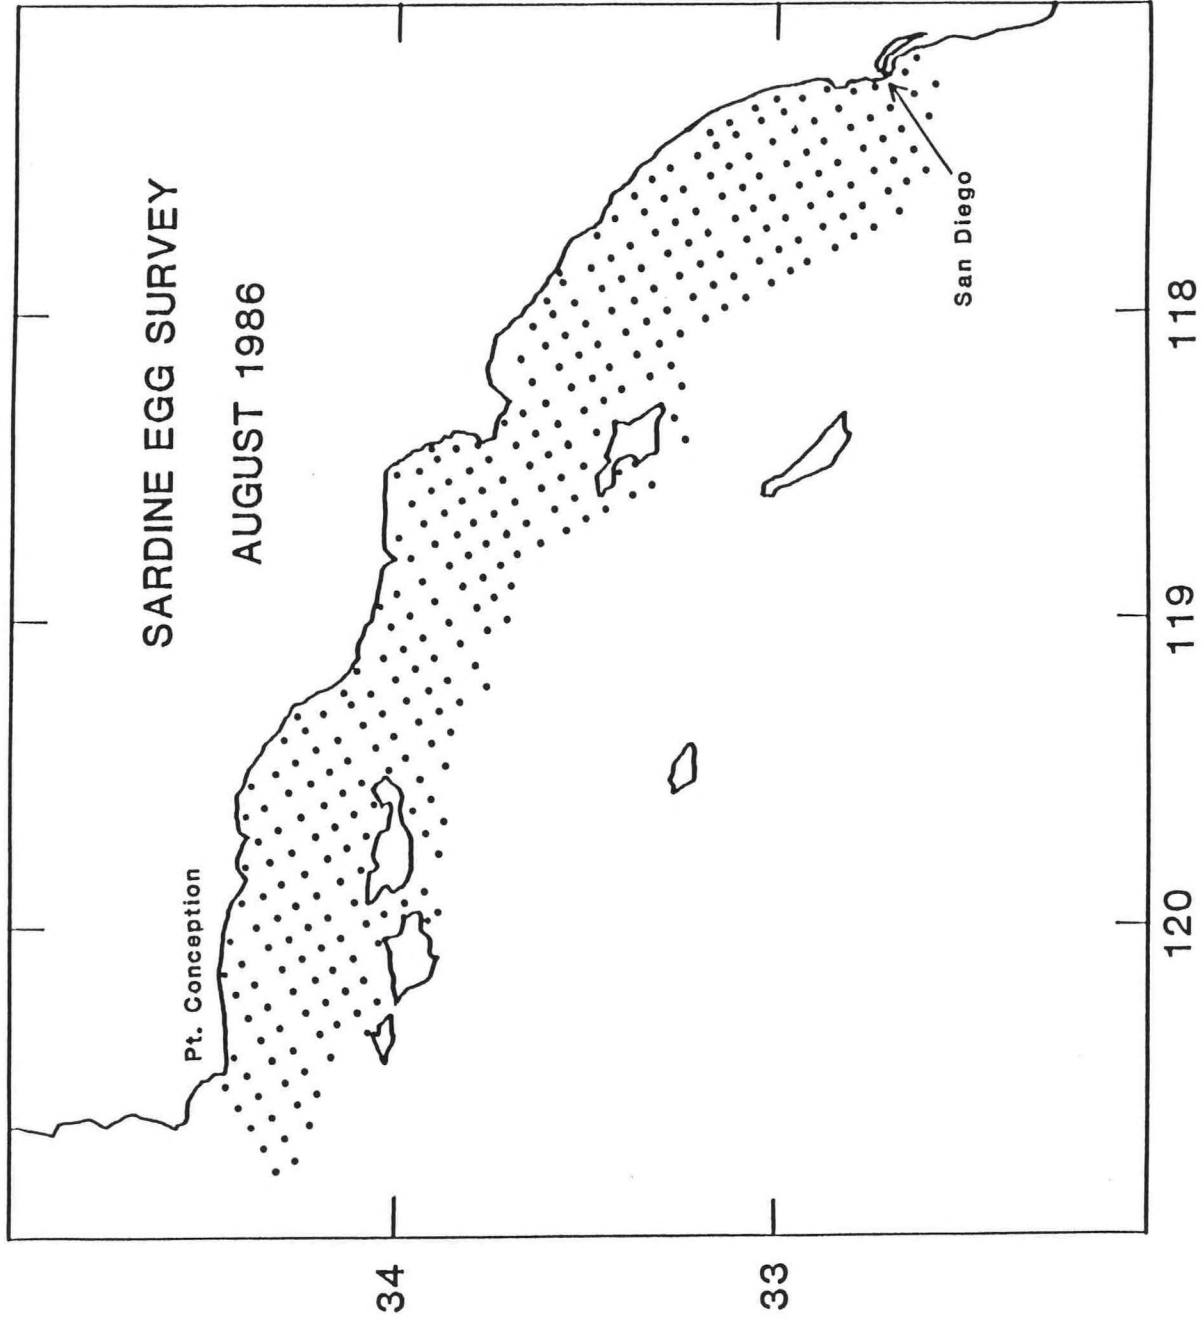 SARDINE EGG SURVEY
AUGUST 1986
Pt. Conception
San Diego
34
33
120
119
118